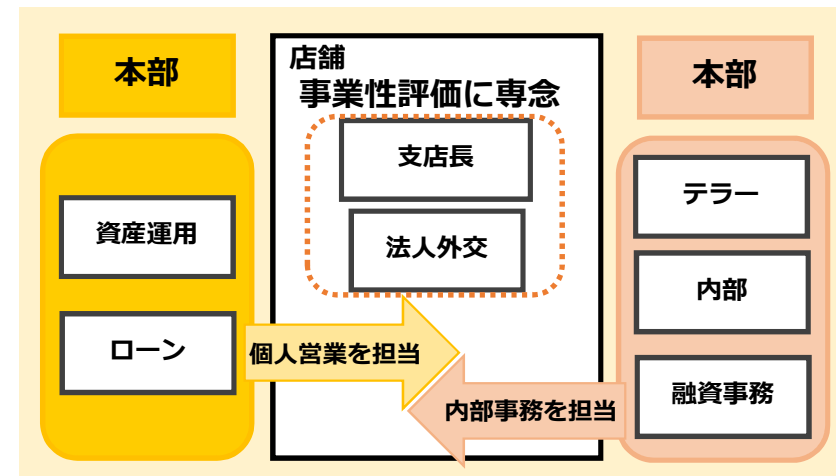 本部
資産運用
ローン
個人営業を担当
店舗
事業性評価に専念
支店長
法人外交
本部
テラー
内部
融資事務
内部事務を担当